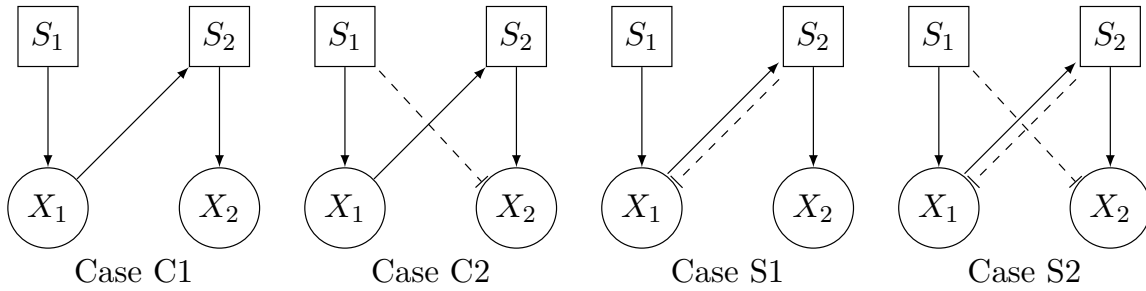 S1 S2 S1 S2 S1 S2 S1 S2
X1 X2 X1 X2 X1 X2 X1 X2
Case C1 Case C2 Case S1 Case S2